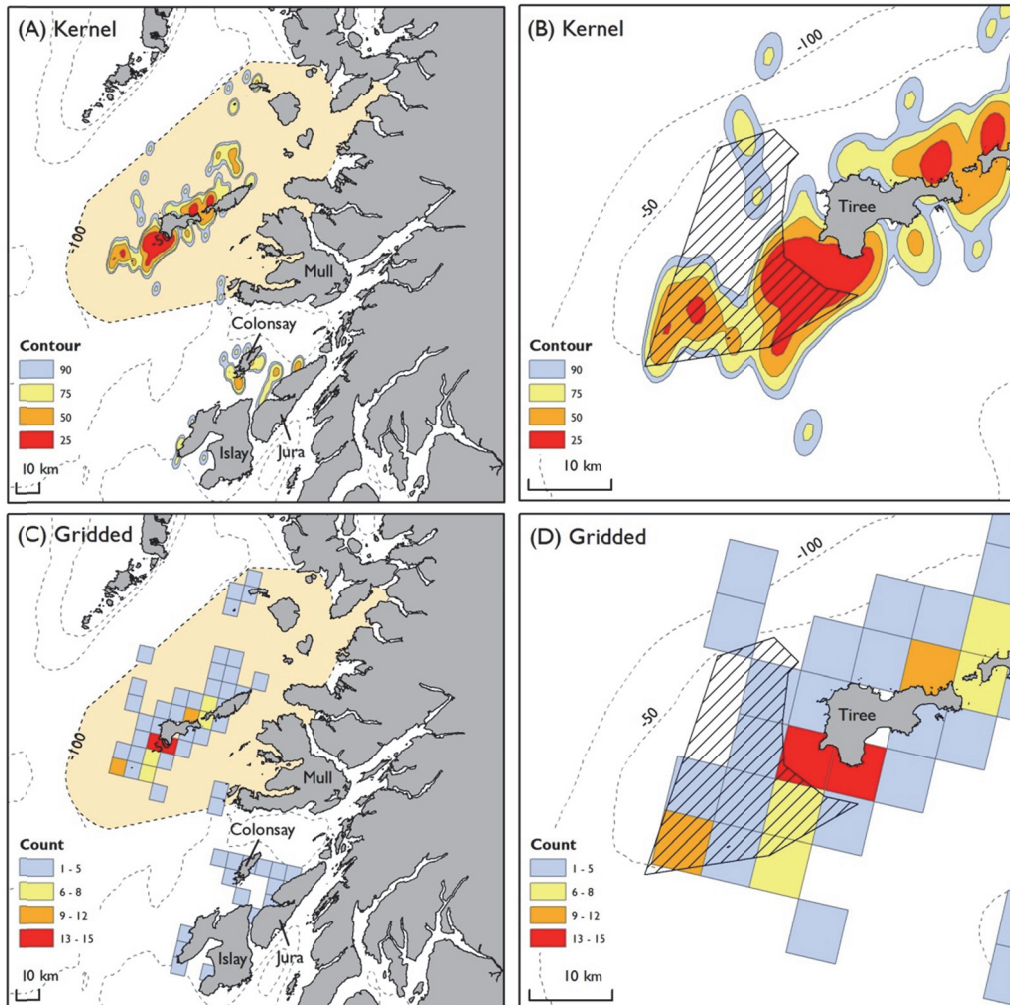 (A) Kernel
-100
-50
Mull
Colonsay
Islay
Jura
Contour
90
75
50
25
10 km
(B) Kernel
-100
-50
Tiree
Contour
90
75
50
25
10 km
(C) Gridded
-100
-50
Mull
Colonsay
Islay
Jura
Count
1 - 5
6 - 8
9 - 12
13 - 15
10 km
(D) Gridded
-100
-50
Tiree
Count
1 - 5
6 - 8
9 - 12
13 - 15
10 km